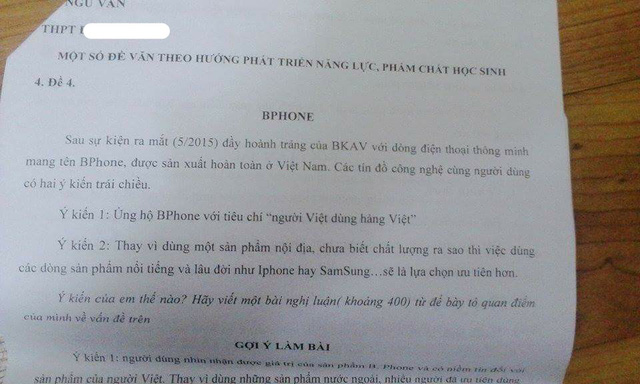 NGỮ VĂN
THPT
MỘT SỐ ĐỀ VĂN THEO HƯỚNG PHÁT TRIỂN NĂNG LỰC, PHẨM CHẤT HỌC SINH
4. Đề 4.
BPHONE
Sau sự kiện ra mắt (5/2015) đầy hoành tráng của BKAV với dòng điện thoại thông minh
mang tên BPhone, được sản xuất hoàn toàn ở Việt Nam. Các tín đồ công nghệ cùng người dùng
có hai ý kiến trái chiều.
Ý kiến 1: Ủng hộ BPhone với tiêu chí “người Việt dùng hàng Việt”
Ý kiến 2: Thay vì dùng một sản phẩm nội địa, chưa biết chất lượng ra sao thì việc dùng
các dòng sản phẩm nổi tiếng và lâu đời như Iphone hay SamSung…sẽ là lựa chọn ưu tiên hơn.
Ý kiến của em thế nào? Hãy viết một bài nghị luận( khoảng 400) từ để bày tỏ quan điểm
của mình về vấn đề trên
GỢI Ý LÀM BÀI
Ý kiến 1: người dùng nhìn nhận được giá trị của sản phẩm B. Phone và có niềm tin đối với
sản phẩm của người Việt. Thay vì dùng những sản phẩm nước ngoài, nhiều người đã ưu tiên dùng